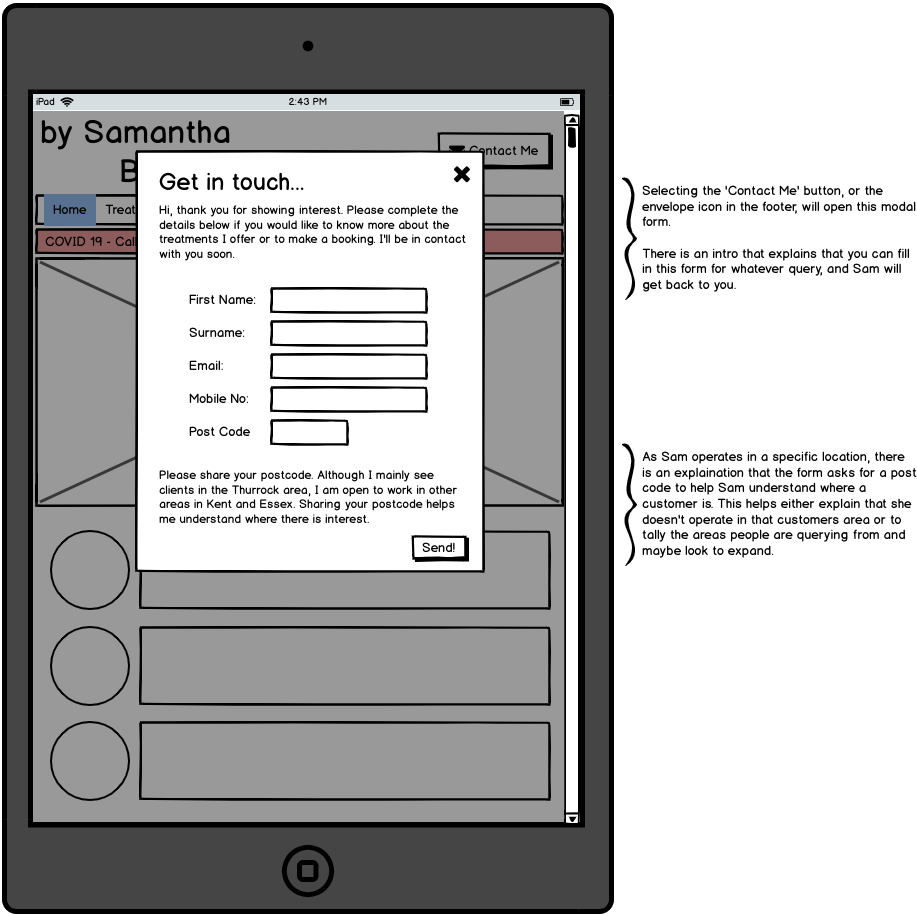 iPad
2:43 PM
by Samantha
B
Contact Me
Home
Treat
COVID 19 - Cal
Get in touch...
Hi, thank you for showing interest. Please complete the
details below if you would like to know more about the
treatments I offer or to make a booking. I'll be in contact
with you soon.
First Name:
Surname:
Email:
Mobile No:
Post Code
Please share your postcode. Although I mainly see
clients in the Thurrock area, I am open to work in other
areas in Kent and Essex. Sharing your postcode helps
me understand where there is interest.
Send!
Selecting the 'Contact Me' button, or the
envelope icon in the footer, will open this modal
form.
There is an intro that explains that you can fill
in this form for whatever query, and Sam will
get back to you.
As Sam operates in a specific location, there
is an explaination that the form asks for a post
code to help Sam understand where a
customer is. This helps either explain that she
doesn't operate in that customers area or to
tally the areas people are querying from and
maybe look to expand.